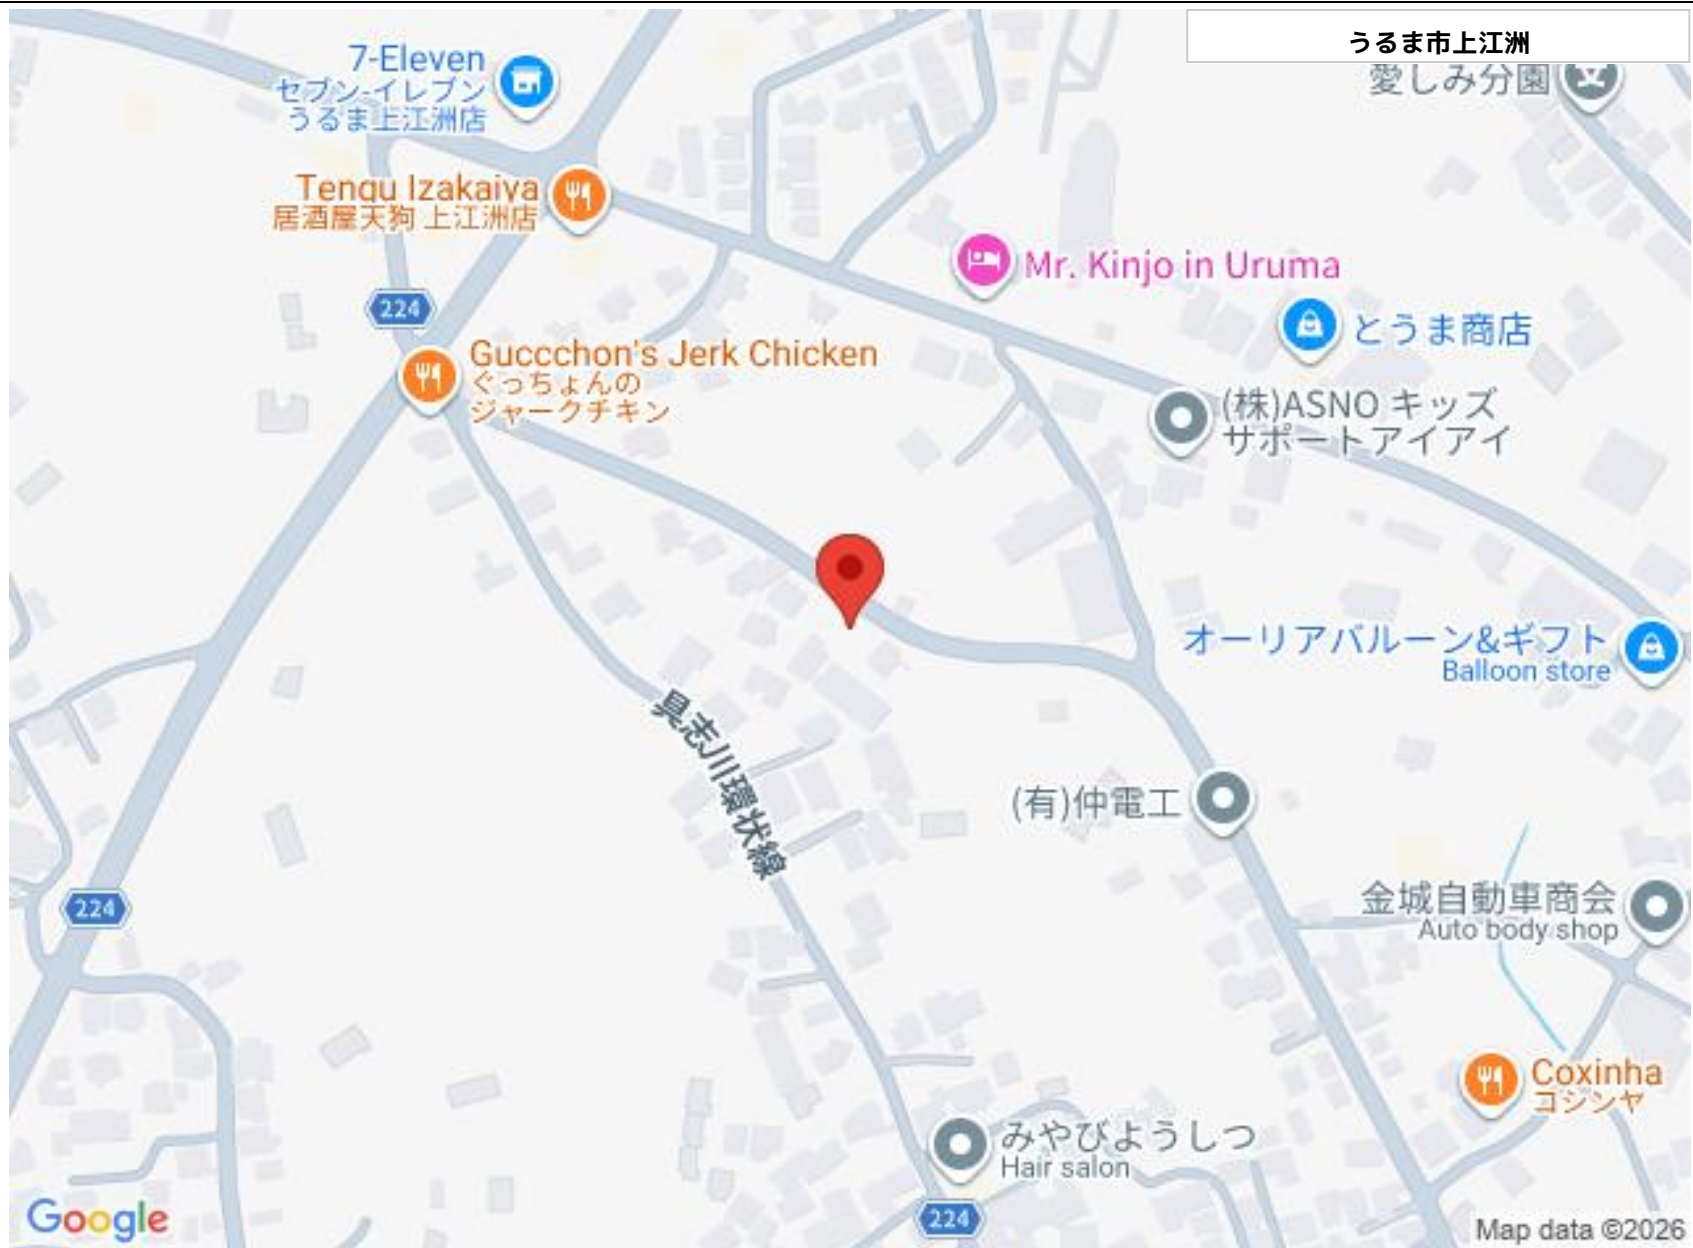 うるま市上江洲
7-Eleven
セブン-イレブン
うるま上江洲店
愛しみ分園
Tengu Izakaiya
居酒屋天狗 上江洲店
Mr. Kinjo in Uruma
224
とうま商店
Guccchon's Jerk Chicken
ぐっちょんの
ジャークチキン
(株)ASNO キッズ
サポートアイアイ
オーリアバルーン&ギフト
Balloon store
具志川環状線
(有)仲電工
224
金城自動車商会
Auto body shop
Coxinha
コシンヤ
みやびようしつ
Hair salon
224
Google
Map data ©2026